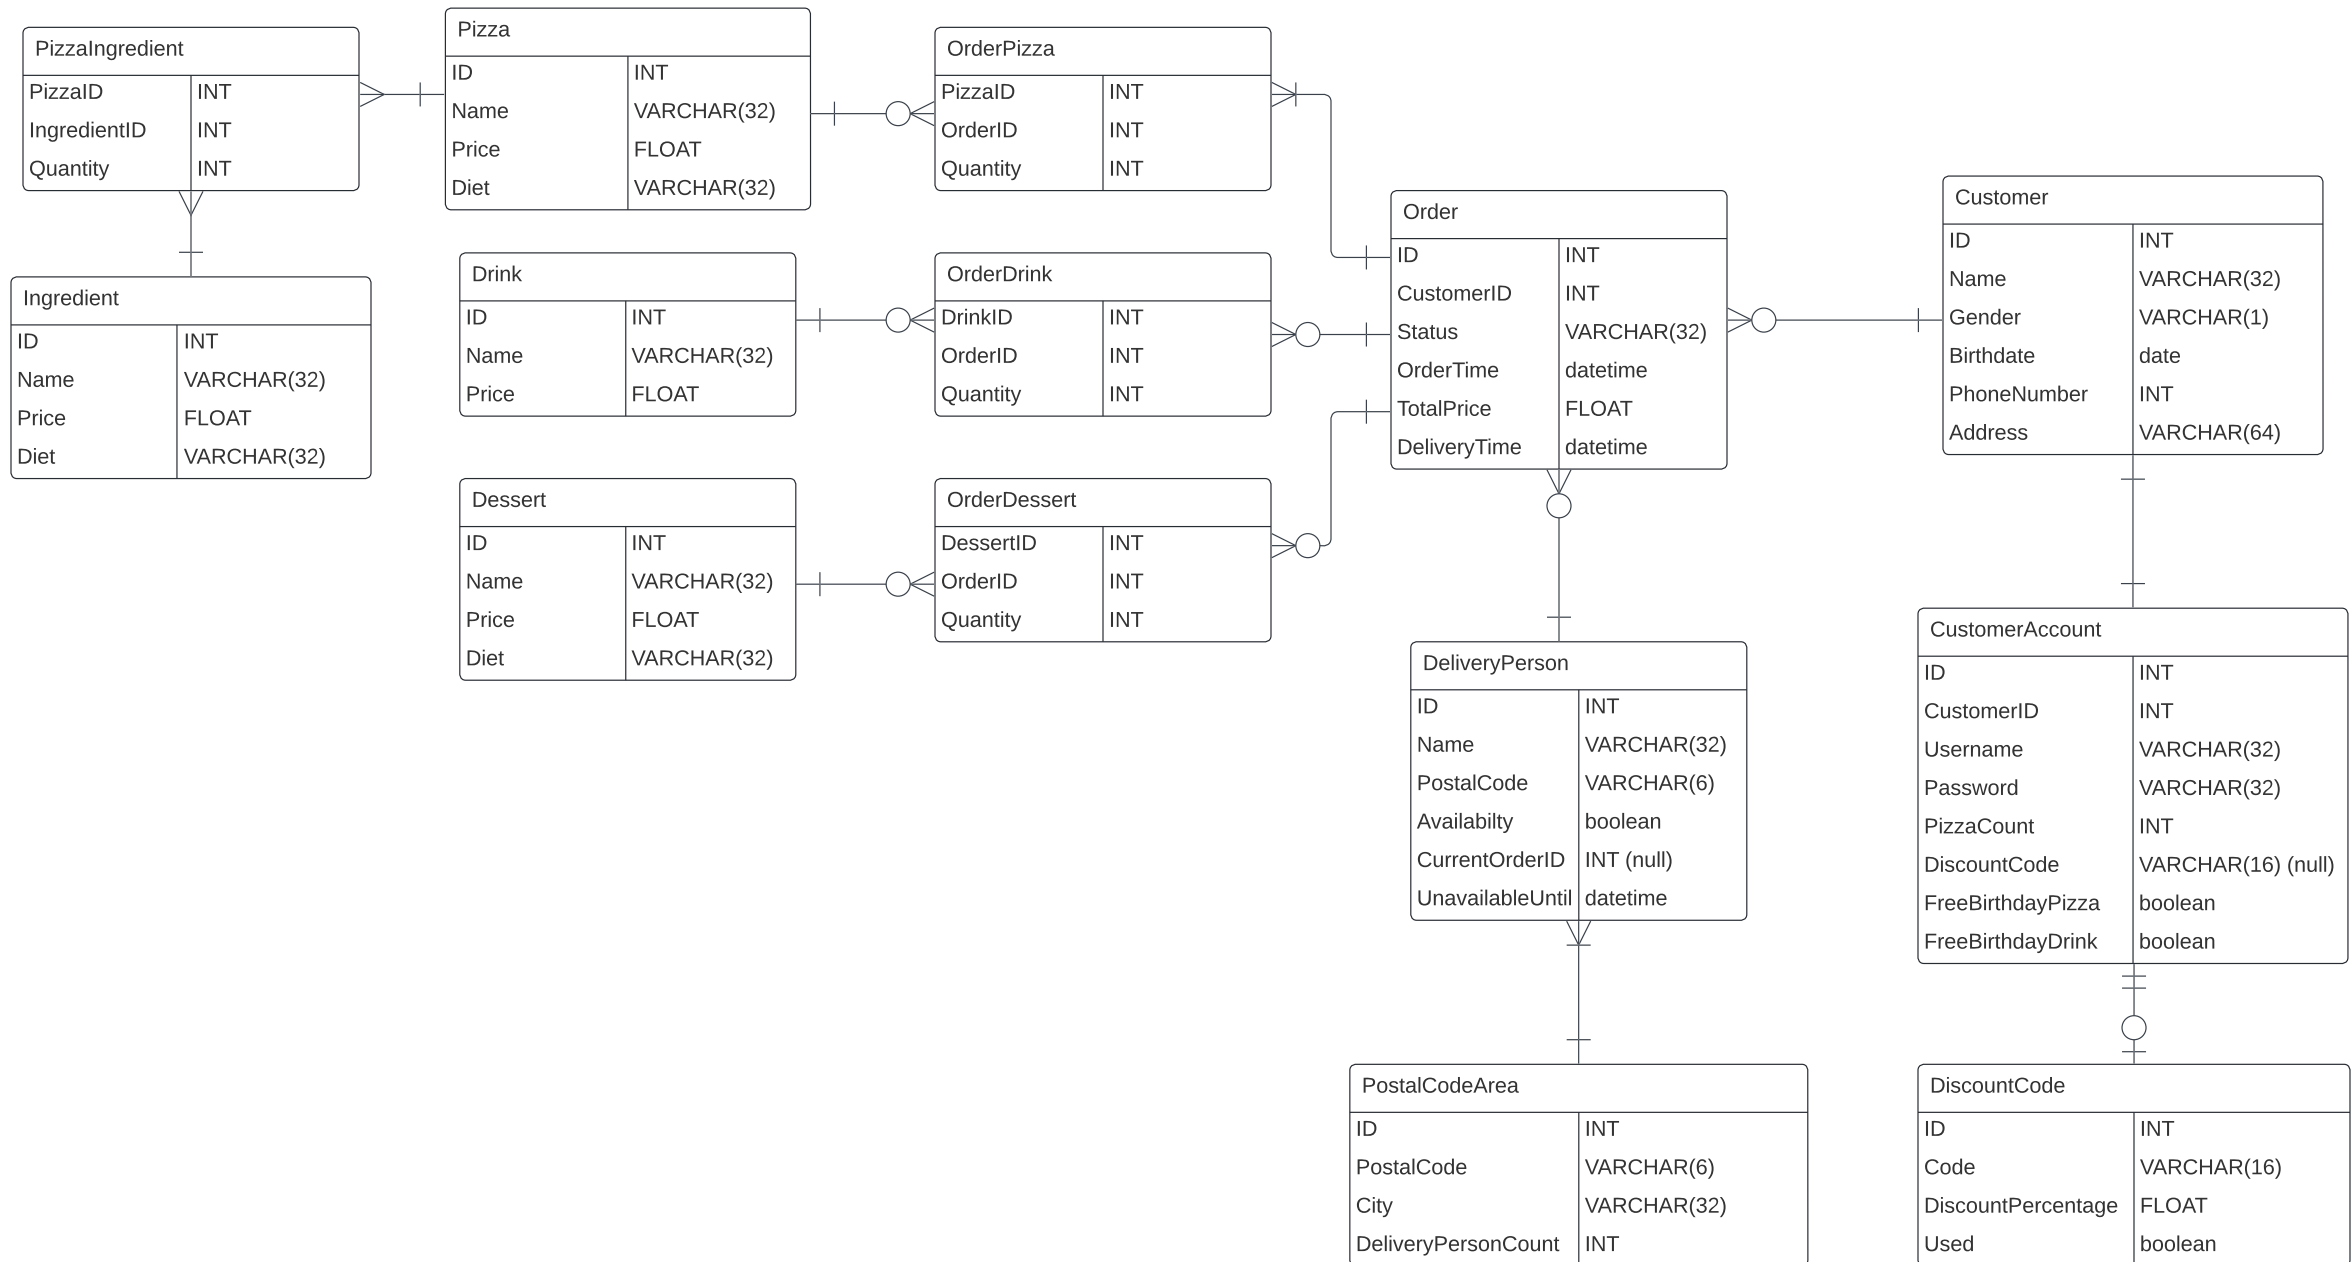 PizzaIngredient
PizzaID INT
IngredientID INT
Quantity INT
Pizza
ID INT
Name VARCHAR(32)
Price FLOAT
Diet VARCHAR(32)
OrderPizza
PizzaID INT
OrderID INT
Quantity INT
Ingredient
ID INT
Name VARCHAR(32)
Price FLOAT
Diet VARCHAR(32)
Drink
ID INT
Name VARCHAR(32)
Price FLOAT
OrderDrink
DrinkID INT
OrderID INT
Quantity INT
Order
ID INT
CustomerID INT
Status VARCHAR(32)
OrderTime datetime
TotalPrice FLOAT
DeliveryTime datetime
Customer
ID INT
Name VARCHAR(32)
Gender VARCHAR(1)
Birthdate date
PhoneNumber INT
Address VARCHAR(64)
Dessert
ID INT
Name VARCHAR(32)
Price FLOAT
Diet VARCHAR(32)
OrderDessert
DessertID INT
OrderID INT
Quantity INT
DeliveryPerson
ID INT
Name VARCHAR(32)
PostalCode VARCHAR(6)
Availabilty boolean
CurrentOrderID INT (null)
UnavailableUntil datetime
CustomerAccount
ID INT
CustomerID INT
Username VARCHAR(32)
Password VARCHAR(32)
PizzaCount INT
DiscountCode VARCHAR(16) (null)
FreeBirthdayPizza boolean
FreeBirthdayDrink boolean
PostalCodeArea
ID INT
PostalCode VARCHAR(6)
City VARCHAR(32)
DeliveryPersonCount INT
DiscountCode
ID INT
Code VARCHAR(16)
DiscountPercentage FLOAT
Used boolean